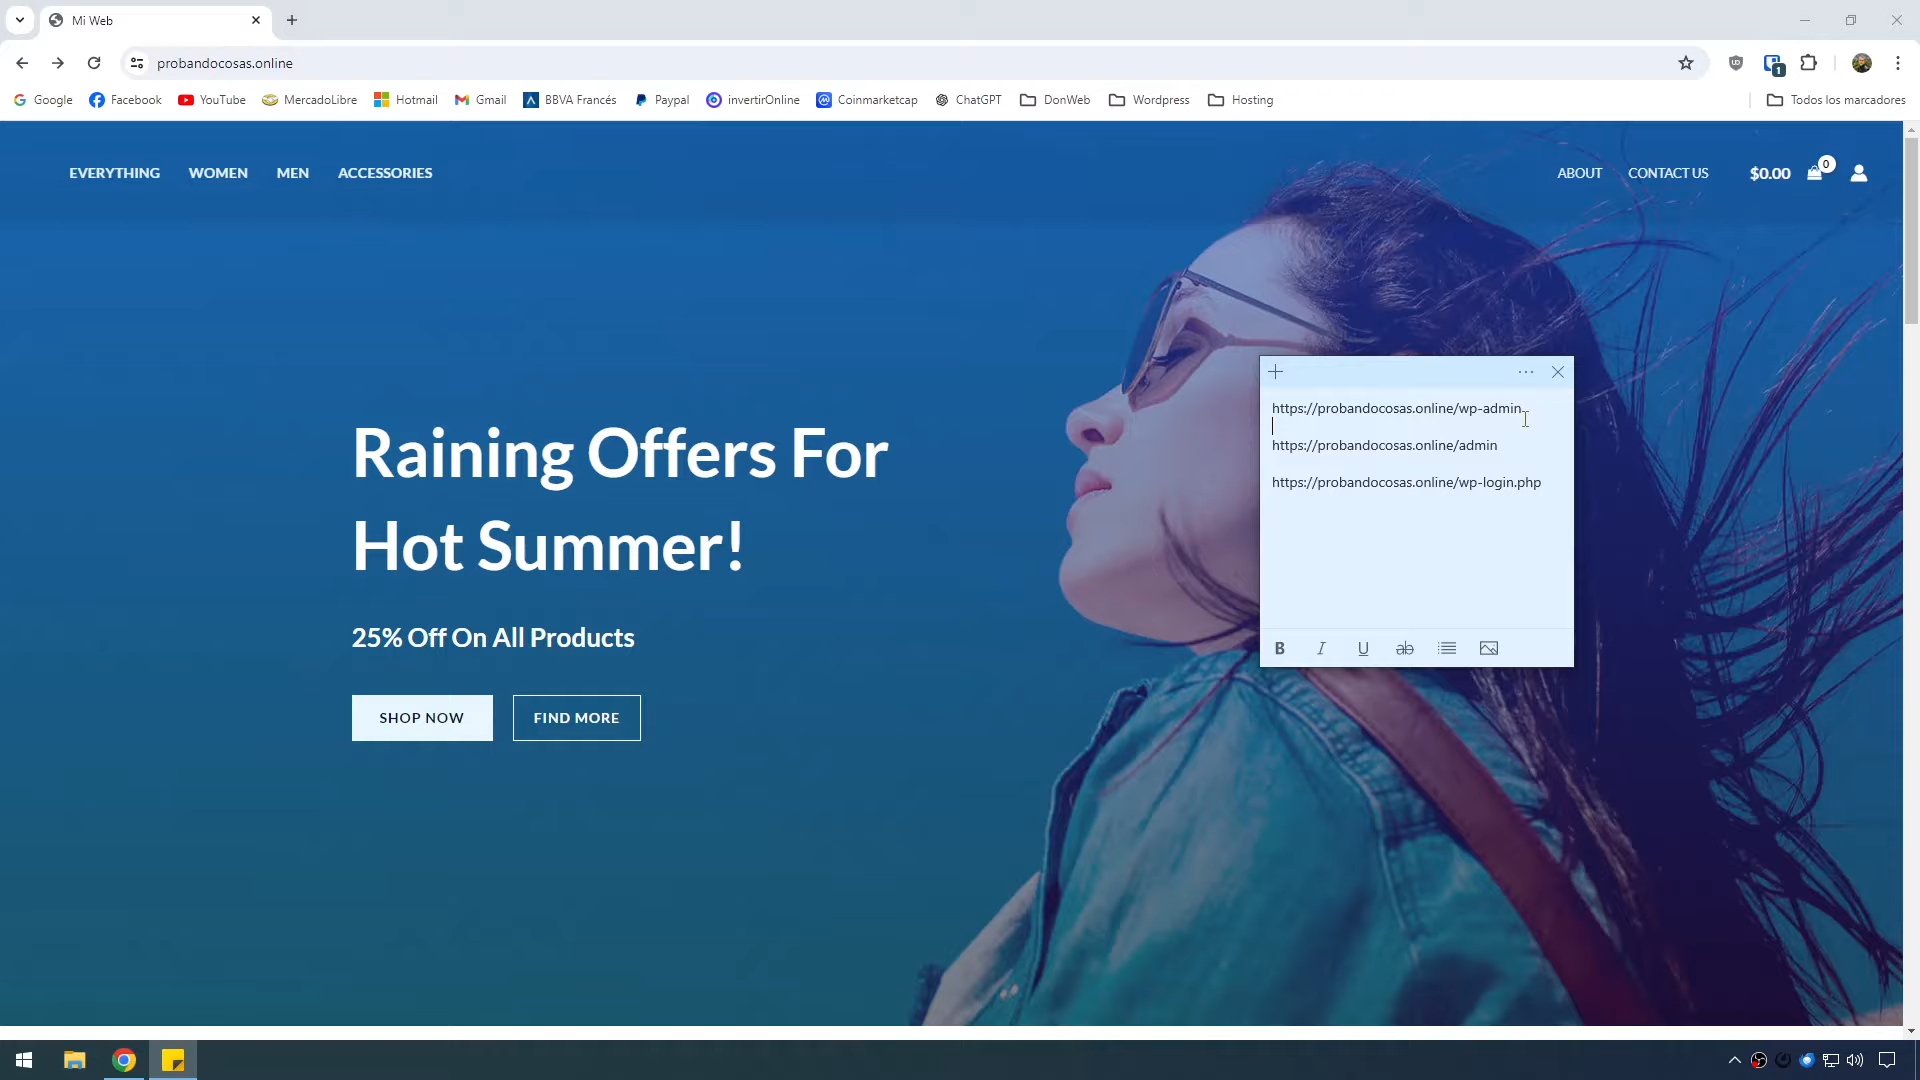 Mi Web
probandocosas.online
Google Facebook YouTube MercadoLibre Hotmail Gmail BBVA Francés Paypal invertirOnline Coinmarketcap ChatGPT DonWeb Wordpress Hosting Todos los marcadores
EVERYTHING WOMEN MEN ACCESSORIES ABOUT CONTACT US $0.00 0
https://probandocosas.online/wp-admin
https://probandocosas.online/admin
https://probandocosas.online/wp-login.php
B I U ab
Raining Offers For
Hot Summer!
25% Off On All Products
SHOP NOW FIND MORE